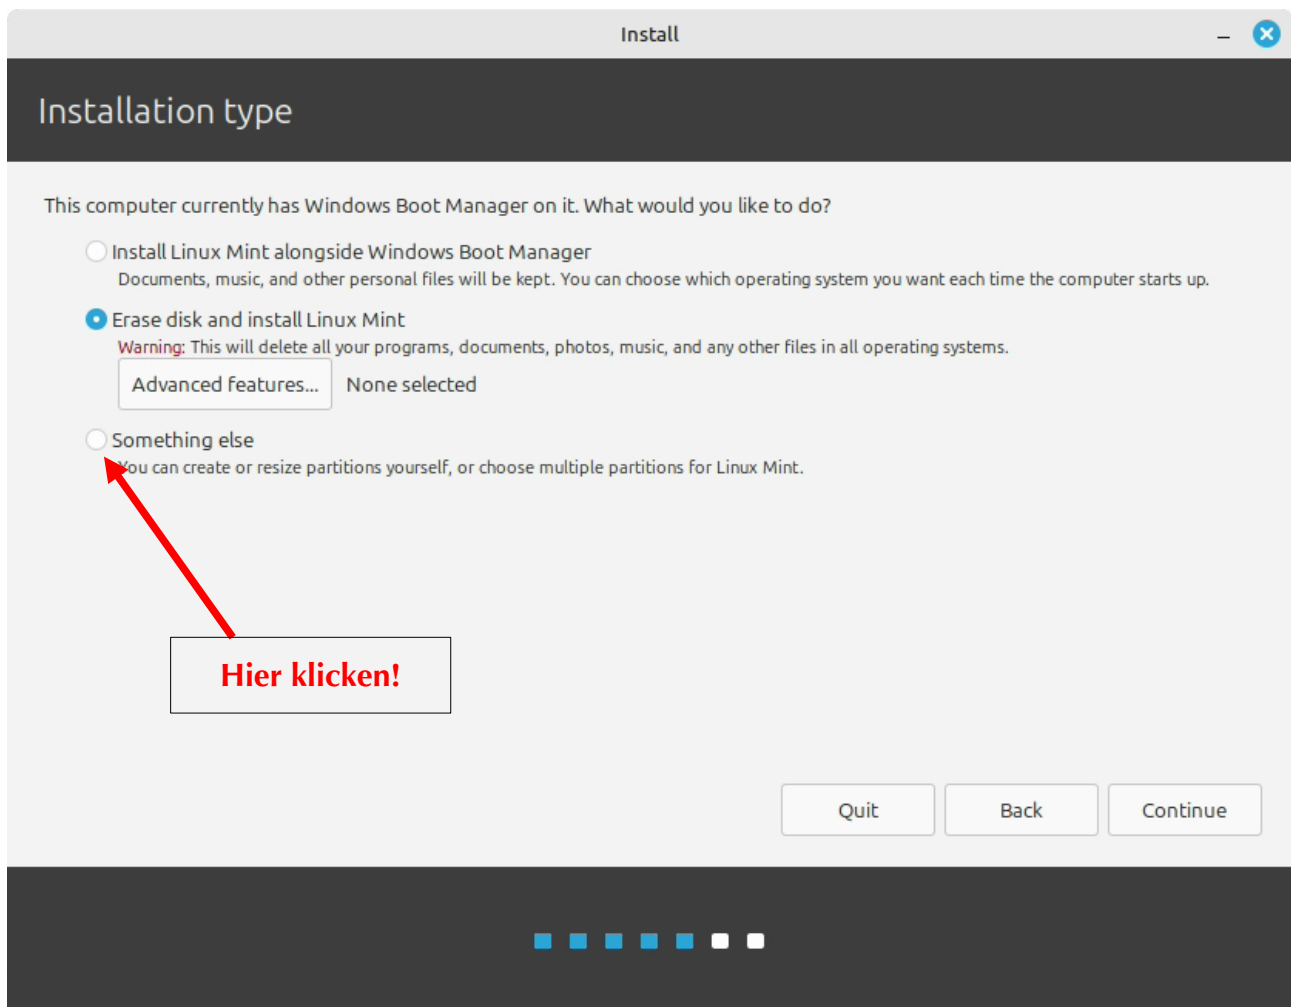 Install
Installation type
This computer currently has Windows Boot Manager on it. What would you like to do?
Install Linux Mint alongside Windows Boot Manager
Documents, music, and other personal files will be kept. You can choose which operating system you want each time the computer starts up.
Erase disk and install Linux Mint
Warning: This will delete all your programs, documents, photos, music, and any other files in all operating systems.
Advanced features... None selected
Something else
You can create or resize partitions yourself, or choose multiple partitions for Linux Mint.
Hier klicken!
Quit Back Continue